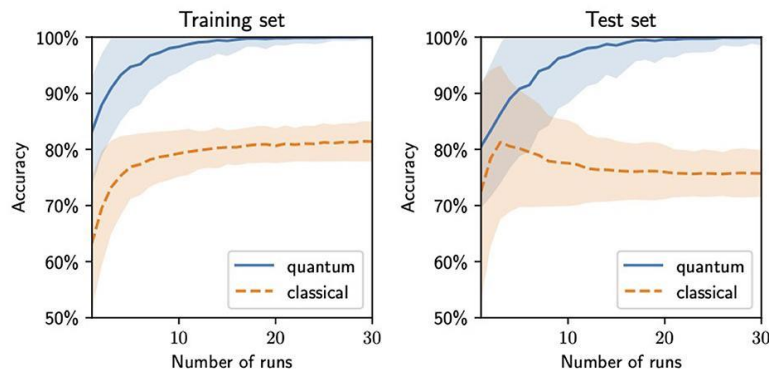 Training set
100%
90%
80%
70%
60%
50%
Accuracy
quantum
classical
10
20
30
Number of runs
Test set
100%
90%
80%
70%
60%
50%
Accuracy
quantum
classical
10
20
30
Number of runs